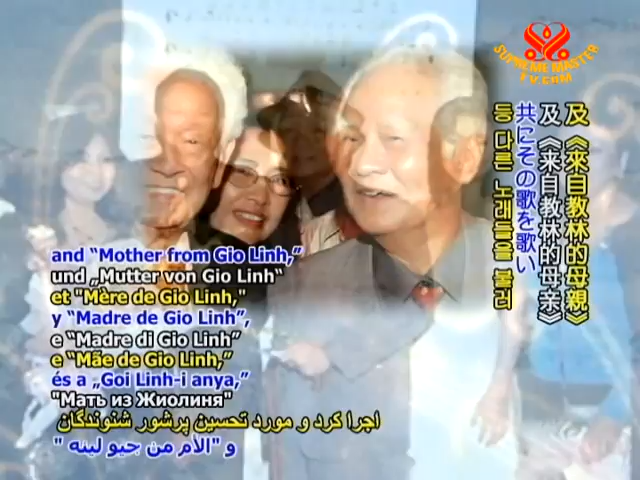 SUPREME MASTER
TV.COM
及《來自教林的母親》
及《来自教林的母亲》
共にその歌を歌い
등 다른 노래들을 불러
and “Mother from Gio Linh,”
und „Mutter von Gio Linh“
et "Mère de Gio Linh,"
y “Madre de Gio Linh”,
e “Madre di Gio Linh”
e “Mãe de Gio Linh,”
és a „Goi Linh-i anya,”
"Мать из Жиолиня"
اجرا کرد و مورد تحسین پرشور شنوندگان
و "الأم من جيو لينه "